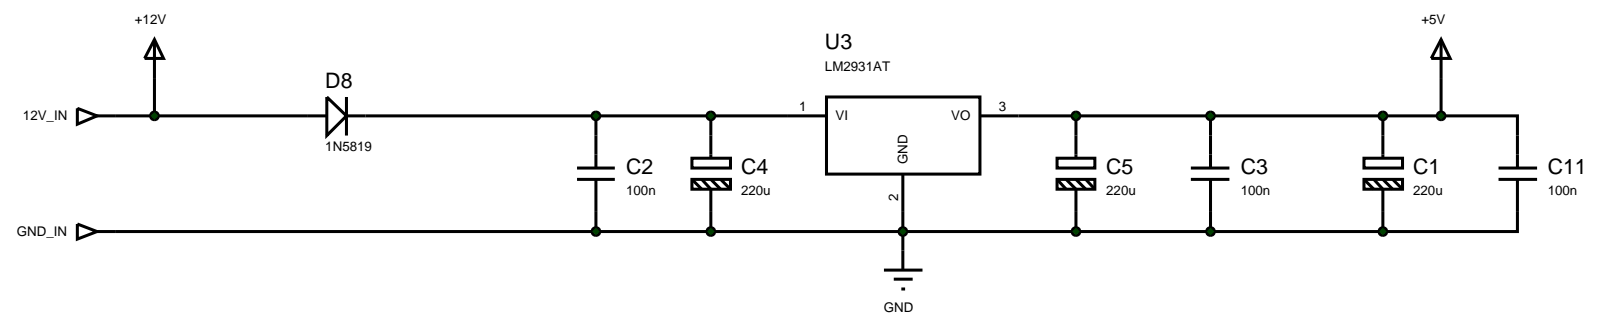 +12V
+5V
U3
LM2931AT
D8
1
3
12V_IN
VI
VO
1N5819
GND
C2
100n
C4
220u
C5
220u
C3
100n
C1
220u
C11
100n
2
GND_IN
GND